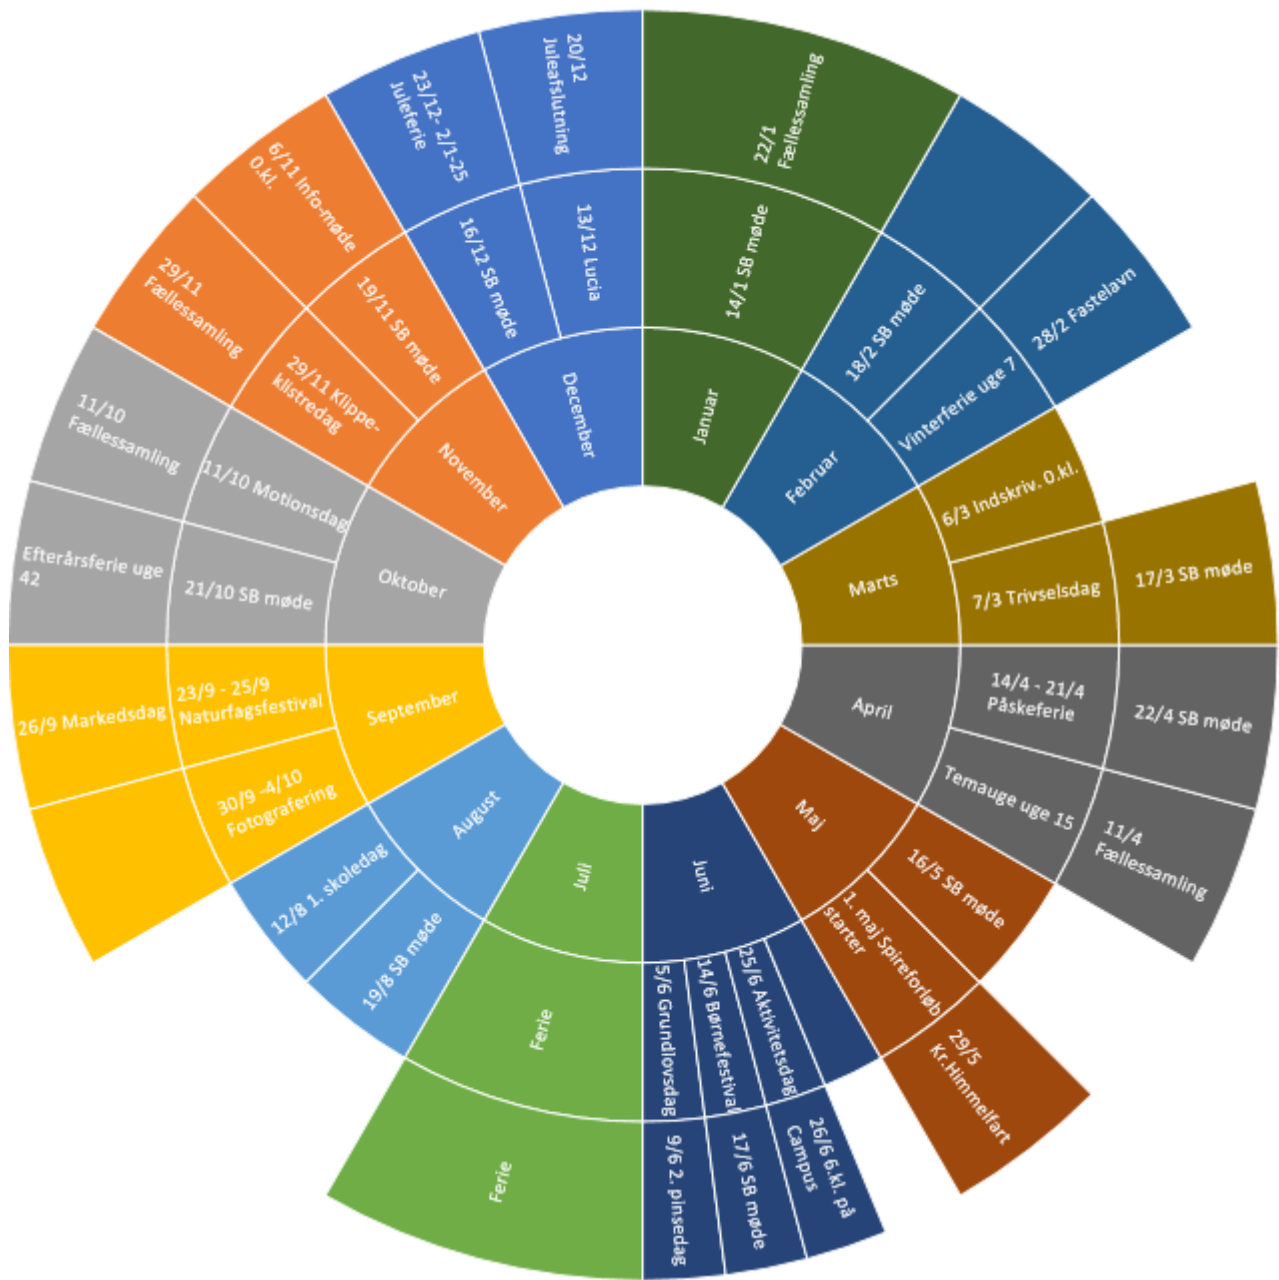 Januar
14/1 SB møde
22/1
Fællessamling
Februar
18/2 SB møde
Vinterferie uge 7
28/2 Fastelavn
Marts
6/3 Indskriv. 0.kl.
7/3 Trivselsdag
17/3 SB møde
April
14/4 - 21/4
Påskeferie
22/4 SB møde
Temauge uge 15
11/4
Fællessamling
Maj
16/5 SB møde
1. maj Spireforløb
starter
29/5
Kr.Himmelfart
Juni
25/6 Aktivitetsdag
26/6 6.kl. på
Campus
14/6 Børnefestival
17/6 SB møde
5/6 Grundlovsdag
9/6 2. pinsedag
Juli
Ferie
Ferie
August
19/8 SB møde
12/8 1. skoledag
September
30/9 -4/10
Fotografering
23/9 - 25/9
Naturfagsfestival
26/9 Markedsdag
Oktober
21/10 SB møde
Efterårsferie uge
42
11/10 Motionsdag
11/10
Fællessamling
November
29/11 Klippe-
klistredag
29/11
Fællessamling
19/11 SB møde
6/11 Info-møde
0.kl.
December
16/12 SB møde
23/12- 2/1-25
Juleferie
13/12 Lucia
20/12
Juleafslutning